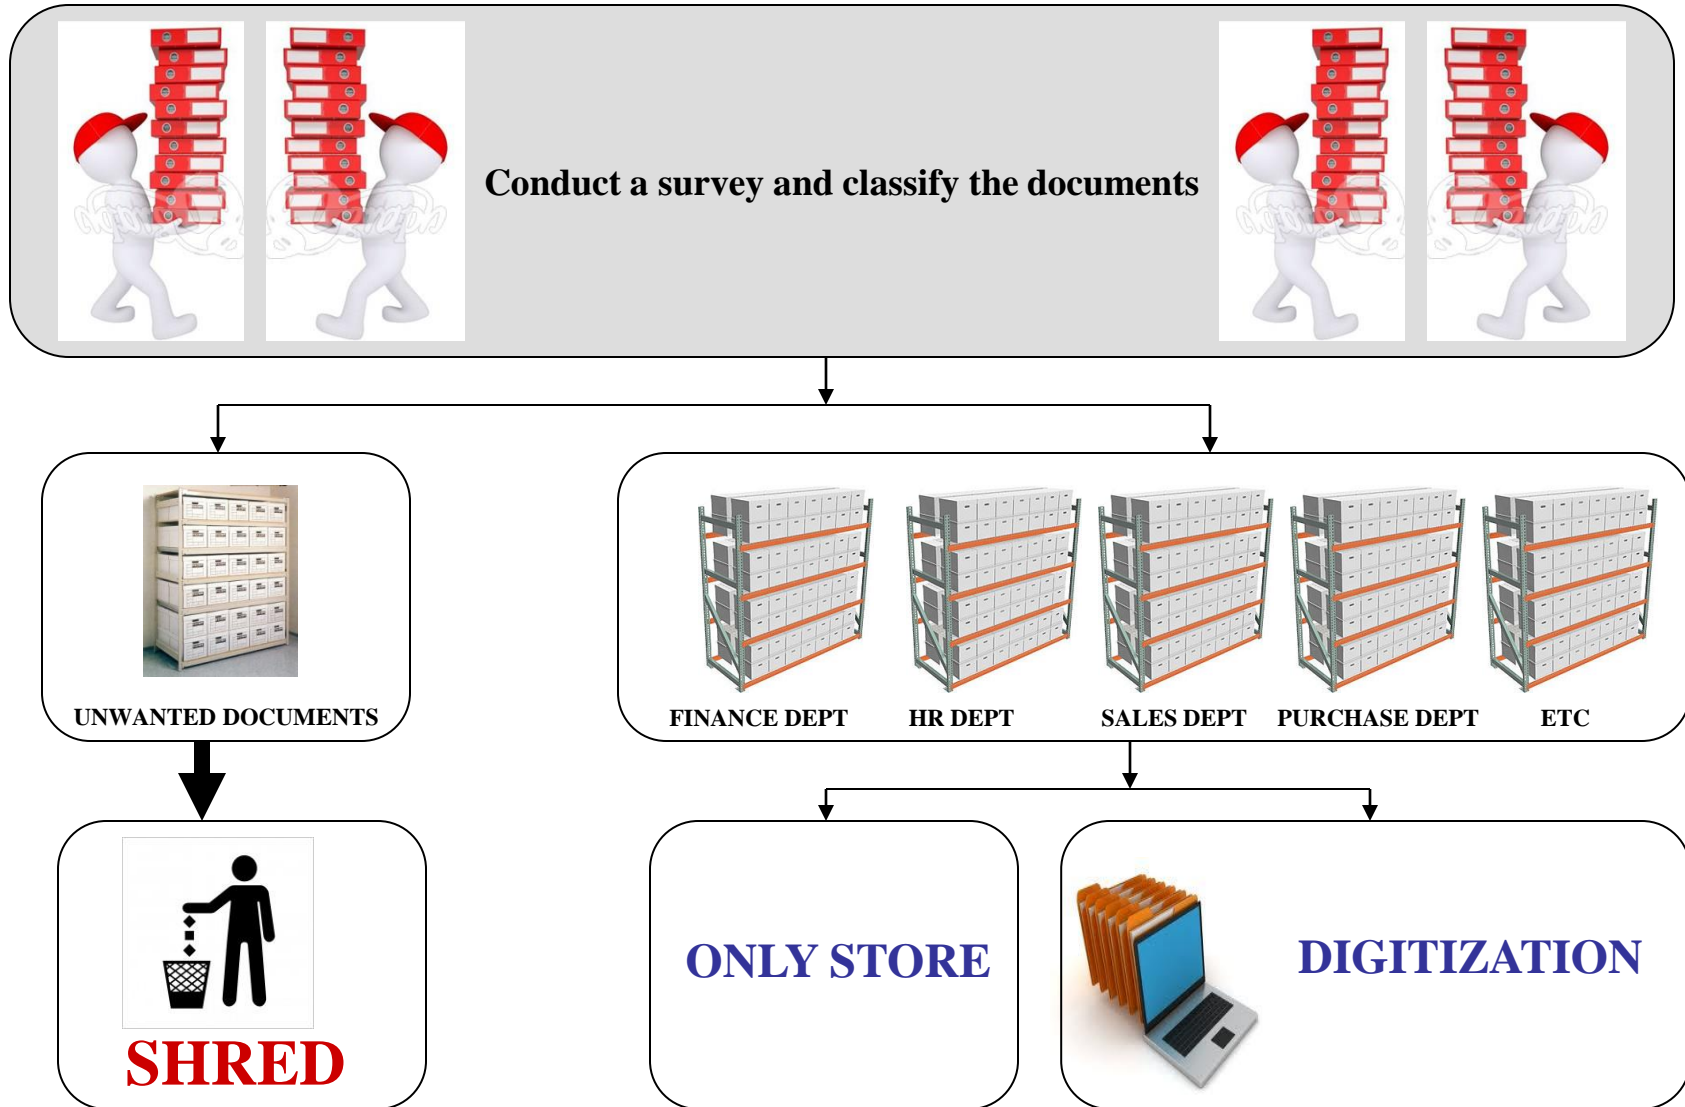 Conduct a survey and classify the documents
UNWANTED DOCUMENTS
FINANCE DEPT
HR DEPT
SALES DEPT
PURCHASE DEPT
ETC
SHRED
ONLY STORE
DIGITIZATION